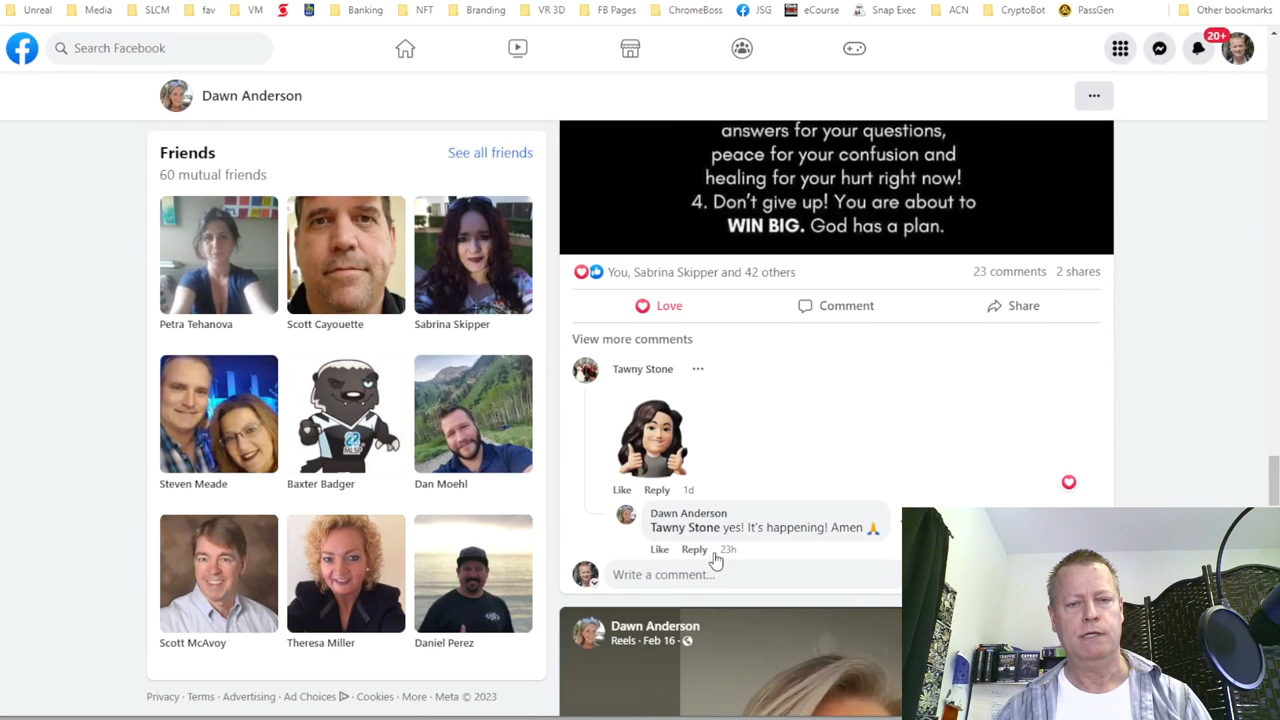 Unreal
Media
SLCM
fav
VM
Banking
NFT
Branding
VR 3D
FB Pages
ChromeBoss
JSG
eCourse
Snap Exec
ACN
CryptoBot
PassGen
Other bookmarks
Search Facebook
20+
Dawn Anderson
Friends
See all friends
60 mutual friends
Petra Tehanova
Scott Cayouette
Sabrina Skipper
Steven Meade
Baxter Badger
Dan Moehl
Scott McAvoy
Theresa Miller
Daniel Perez
Privacy · Terms · Advertising · Ad Choices · Cookies · More · Meta © 2023
answers for your questions,
peace for your confusion and
healing for your hurt right now!
4. Don't give up! You are about to
WIN BIG. God has a plan.
You, Sabrina Skipper and 42 others
23 comments 2 shares
Love
Comment
Share
View more comments
Tawny Stone
Like Reply 1d
Dawn Anderson
Tawny Stone yes! It's happening! Amen 🙏
Like Reply 23h
Write a comment...
Dawn Anderson
Reels · Feb 16 ·